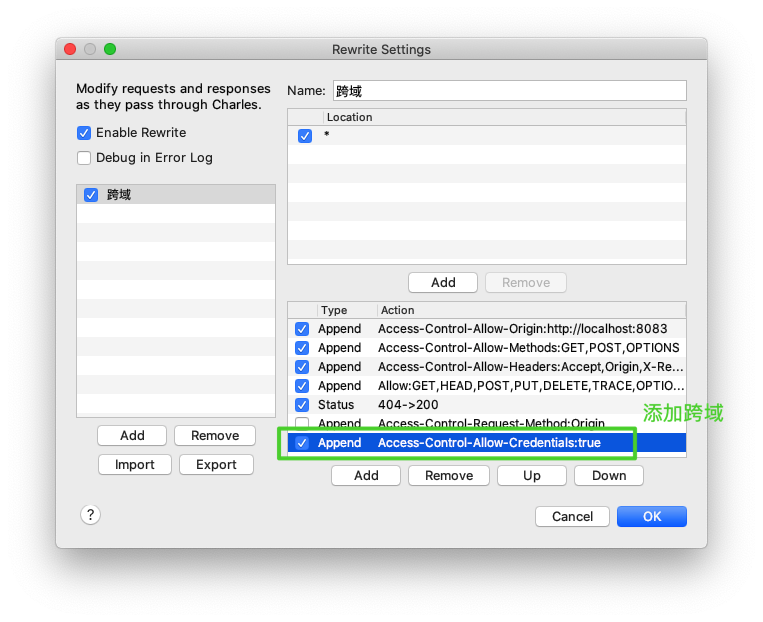 Rewrite Settings
Modify requests and responses
as they pass through Charles.
Enable Rewrite
Debug in Error Log
跨域
Add Remove
Import Export
?
Name: 跨域
Location
*
Add Remove
Type Action
Append Access-Control-Allow-Origin:http://localhost:8083
Append Access-Control-Allow-Methods:GET,POST,OPTIONS
Append Access-Control-Allow-Headers:Accept,Origin,X-Re...
Append Allow:GET,HEAD,POST,PUT,DELETE,TRACE,OPTIO...
Status 404->200
Append Access-Control-Request-Method:Origin
添加跨域
Append Access-Control-Allow-Credentials:true
Add Remove Up Down
Cancel OK